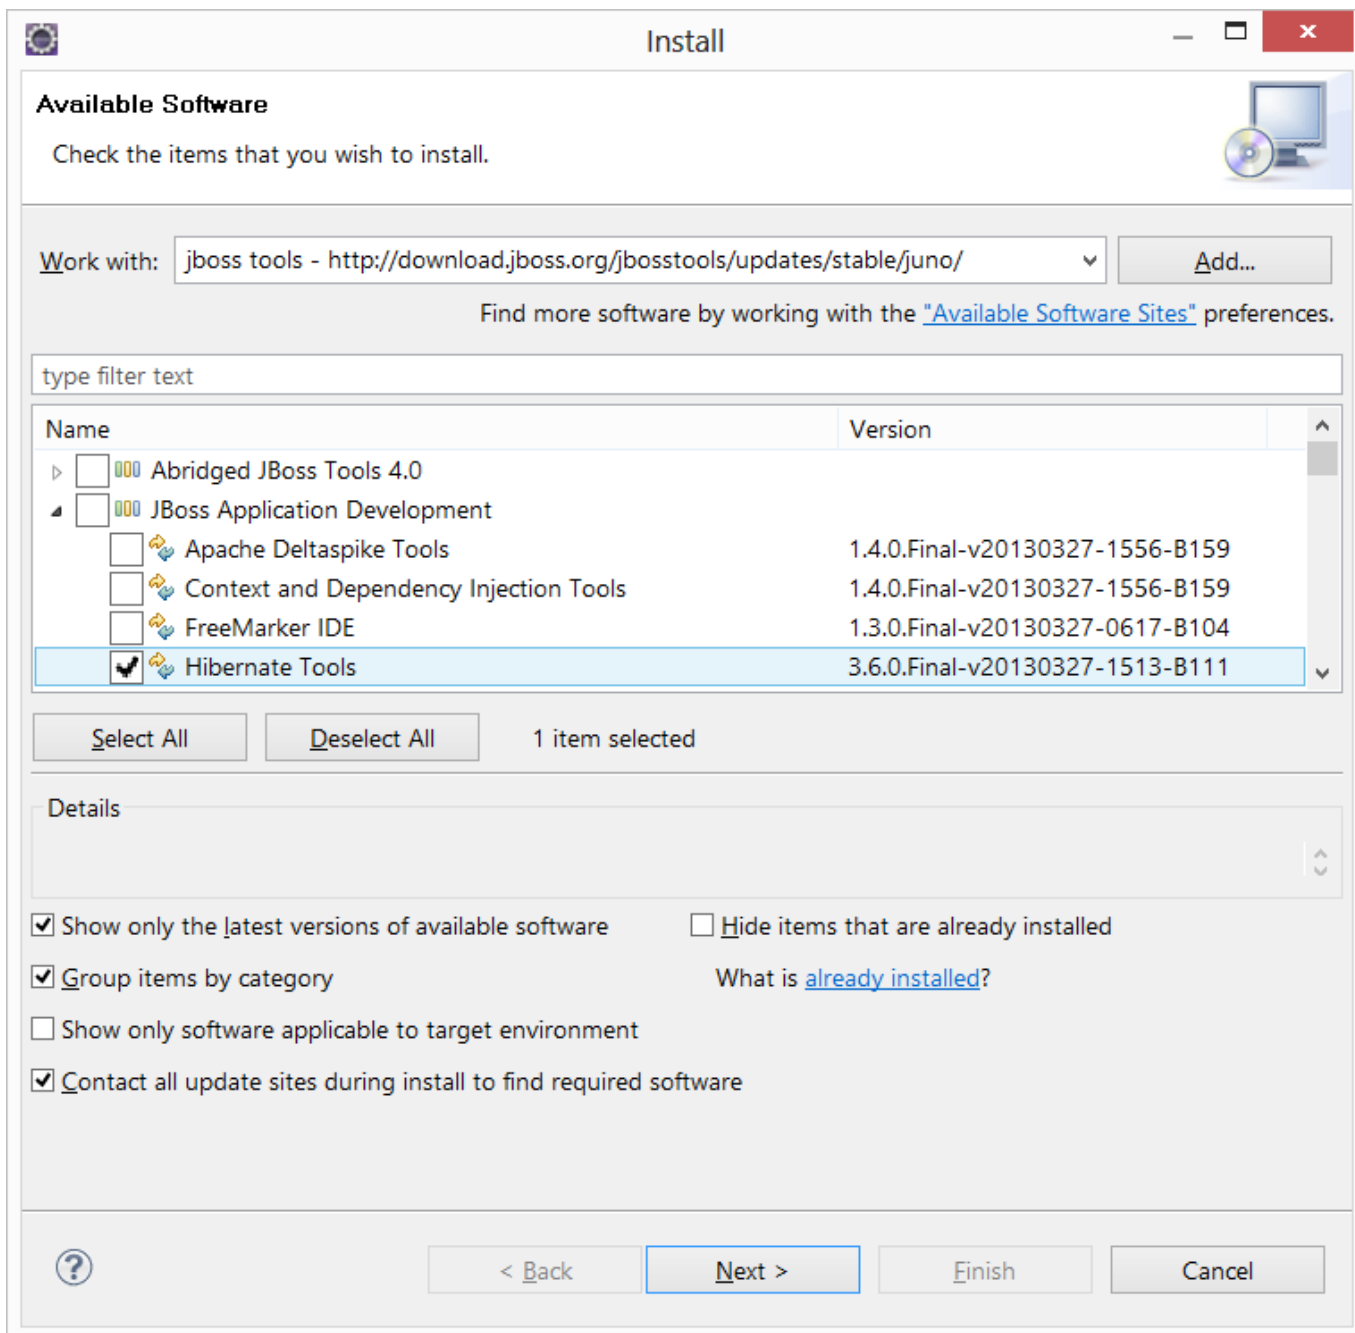 Install
Available Software
Check the items that you wish to install.
Work with: jboss tools - http://download.jboss.org/jbosstools/updates/stable/juno/ Add...
Find more software by working with the "Available Software Sites" preferences.
type filter text
Name Version
Abridged JBoss Tools 4.0
JBoss Application Development
Apache Deltaspike Tools 1.4.0.Final-v20130327-1556-B159
Context and Dependency Injection Tools 1.4.0.Final-v20130327-1556-B159
FreeMarker IDE 1.3.0.Final-v20130327-0617-B104
Hibernate Tools 3.6.0.Final-v20130327-1513-B111
Select All Deselect All 1 item selected
Details
Show only the latest versions of available software Hide items that are already installed
Group items by category What is already installed?
Show only software applicable to target environment
Contact all update sites during install to find required software
? < Back Next > Finish Cancel